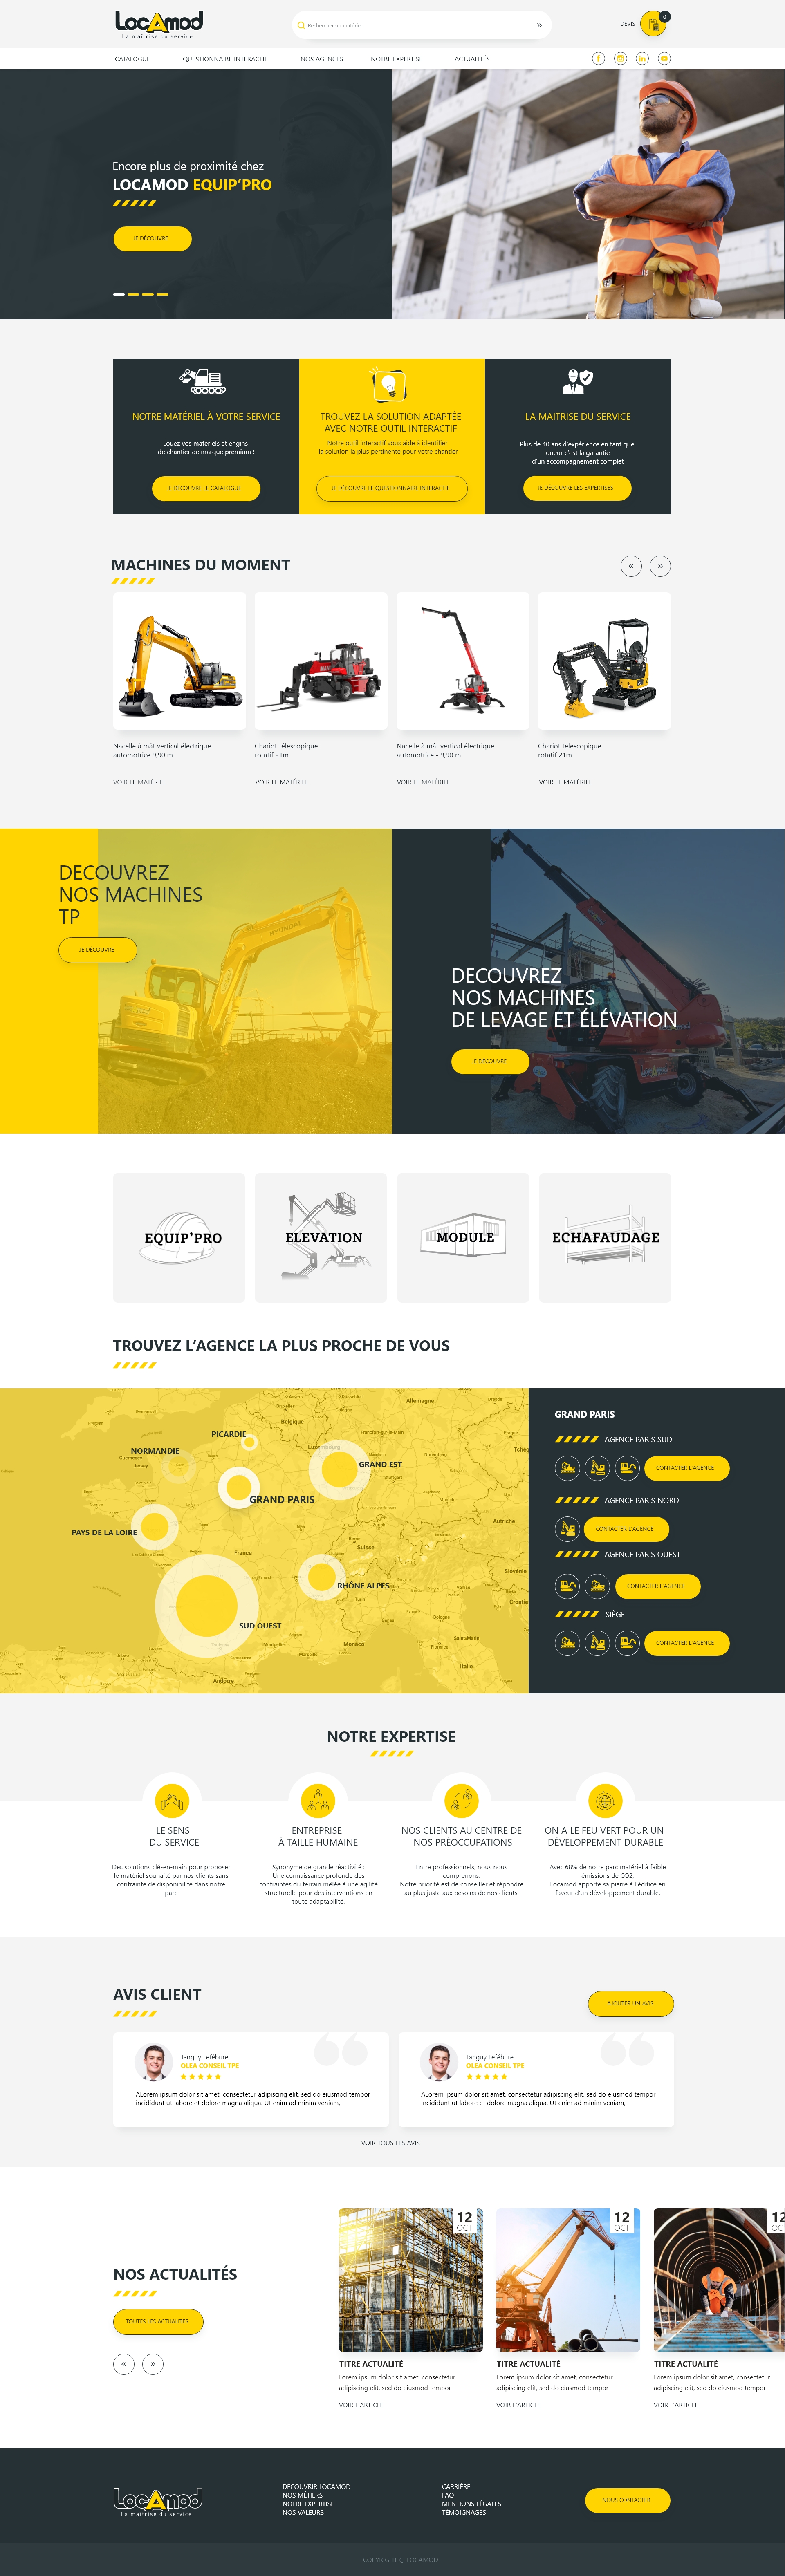 LocAmod
La maîtrise du service
Rechercher un matériel
»
DEVIS
0
CATALOGUE
QUESTIONNAIRE INTERACTIF
NOS AGENCES
NOTRE EXPERTISE
ACTUALITÉS
Encore plus de proximité chez
LOCAMOD EQUIP'PRO
JE DÉCOUVRE
NOTRE MATÉRIEL À VOTRE SERVICE
Louez vos matériels et engins
de chantier de marque premium !
JE DÉCOUVRE LE CATALOGUE
TROUVEZ LA SOLUTION ADAPTÉE
AVEC NOTRE OUTIL INTERACTIF
Notre outil interactif vous aide à identifier
la solution la plus pertinente pour votre chantier
JE DÉCOUVRE LE QUESTIONNAIRE INTERACTIF
LA MAITRISE DU SERVICE
Plus de 40 ans d'expérience en tant que
loueur c'est la garantie
d'un accompagnement complet
JE DÉCOUVRE LES EXPERTISES
MACHINES DU MOMENT
« »
Nacelle à mât vertical électrique
automotrice 9,90 m
VOIR LE MATÉRIEL
Chariot télescopique
rotatif 21m
VOIR LE MATÉRIEL
Nacelle à mât vertical électrique
automotrice - 9,90 m
VOIR LE MATÉRIEL
Chariot télescopique
rotatif 21m
VOIR LE MATÉRIEL
DECOUVREZ
NOS MACHINES
TP
JE DÉCOUVRE
HYUNDAI
DECOUVREZ
NOS MACHINES
DE LEVAGE ET ÉLÉVATION
JE DÉCOUVRE
EQUIP'PRO
ELEVATION
MODULE
ECHAFAUDAGE
TROUVEZ L'AGENCE LA PLUS PROCHE DE VOUS
Allemagne
Belgique
PICARDIE
NORMANDIE
Guernesey
Jersey
GRAND EST
GRAND PARIS
PAYS DE LA LOIRE
France
Suisse
Autriche
Slovénie
Croatie
RHÔNE ALPES
SUD OUEST
Monaco
Saint-Marin
Italie
Andorre
GRAND PARIS
AGENCE PARIS SUD
CONTACTER L'AGENCE
AGENCE PARIS NORD
CONTACTER L'AGENCE
AGENCE PARIS OUEST
CONTACTER L'AGENCE
SIÈGE
CONTACTER L'AGENCE
NOTRE EXPERTISE
LE SENS
DU SERVICE
Des solutions clé-en-main pour proposer
le matériel souhaité par nos clients sans
contrainte de disponibilité dans notre
parc
ENTREPRISE
À TAILLE HUMAINE
Synonyme de grande réactivité :
Une connaissance profonde des
contraintes du terrain mêlée à une agilité
structurelle pour des interventions en
toute adaptabilité.
NOS CLIENTS AU CENTRE DE
NOS PRÉOCCUPATIONS
Entre professionnels, nous nous
comprenons.
Notre priorité est de conseiller et répondre
au plus juste aux besoins de nos clients.
ON A LE FEU VERT POUR UN
DÉVELOPPEMENT DURABLE
Avec 68% de notre parc matériel à faible
émissions de CO2,
Locamod apporte sa pierre à l'édifice en
faveur d'un développement durable.
AVIS CLIENT
AJOUTER UN AVIS
Tanguy Lefébure
OLEA CONSEIL TPE
ALorem ipsum dolor sit amet, consectetur adipiscing elit, sed do eiusmod tempor
incididunt ut labore et dolore magna aliqua. Ut enim ad minim veniam,
Tanguy Lefébure
OLEA CONSEIL TPE
ALorem ipsum dolor sit amet, consectetur adipiscing elit, sed do eiusmod tempor
incididunt ut labore et dolore magna aliqua. Ut enim ad minim veniam,
VOIR TOUS LES AVIS
NOS ACTUALITÉS
TOUTES LES ACTUALITÉS
« »
12
OCT
TITRE ACTUALITÉ
Lorem ipsum dolor sit amet, consectetur
adipiscing elit, sed do eiusmod tempor
VOIR L'ARTICLE
12
OCT
TITRE ACTUALITÉ
Lorem ipsum dolor sit amet, consectetur
adipiscing elit, sed do eiusmod tempor
VOIR L'ARTICLE
12
OC
TITRE ACTUALITÉ
Lorem ipsum dolor sit amet, consectetur
adipiscing elit, sed do eiusmod tempor
VOIR L'ARTICLE
LocAmod
La maîtrise du service
DÉCOUVRIR LOCAMOD
NOS MÉTIERS
NOTRE EXPERTISE
NOS VALEURS
CARRIÈRE
FAQ
MENTIONS LÉGALES
TÉMOIGNAGES
NOUS CONTACTER
COPYRIGHT © LOCAMOD